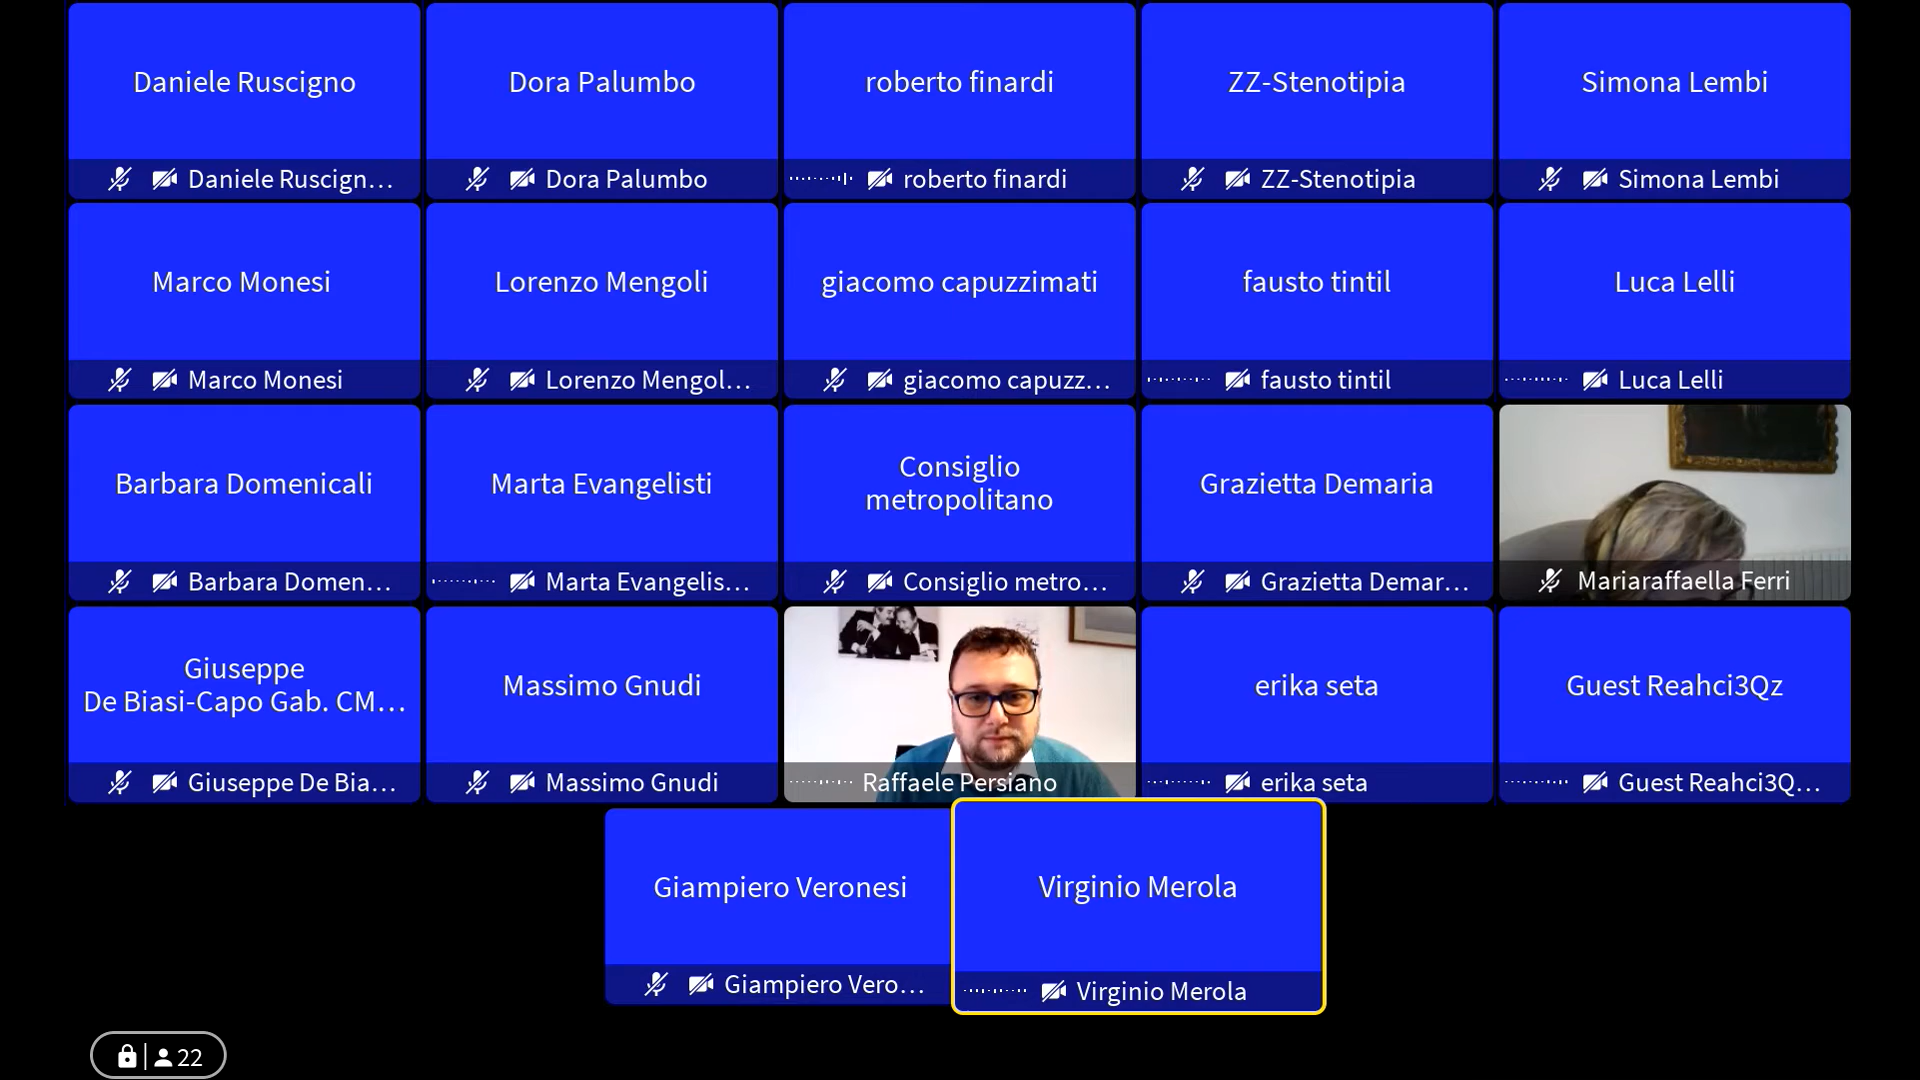 Daniele Ruscigno
Daniele Ruscign...
Dora Palumbo
Dora Palumbo
roberto finardi
roberto finardi
ZZ-Stenotipia
ZZ-Stenotipia
Simona Lembi
Simona Lembi
Marco Monesi
Marco Monesi
Lorenzo Mengoli
Lorenzo Mengol...
giacomo capuzzimati
giacomo capuzz...
fausto tintil
fausto tintil
Luca Lelli
Luca Lelli
Barbara Domenicali
Barbara Domen...
Marta Evangelisti
Marta Evangelis...
Consiglio
metropolitano
Consiglio metro...
Grazietta Demaria
Grazietta Demar...
Mariaraffaella Ferri
Giuseppe
De Biasi-Capo Gab. CM...
Giuseppe De Bia...
Massimo Gnudi
Massimo Gnudi
Raffaele Persiano
erika seta
erika seta
Guest Reahci3Qz
Guest Reahci3Q...
Giampiero Veronesi
Giampiero Vero...
Virginio Merola
Virginio Merola
22